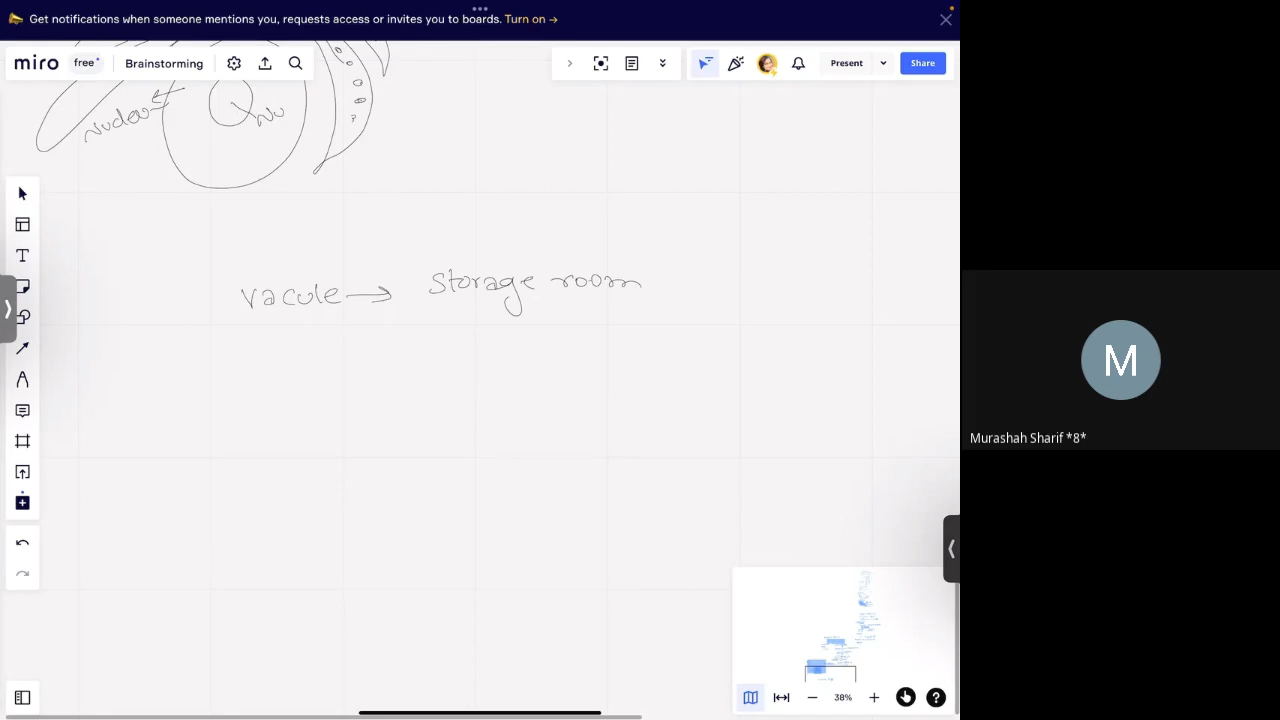 Get notifications when someone mentions you, requests access or invites you to boards. Turn on →
miro free Brainstorming Present Share
Nu
vacule → storage room
M
Murashah Sharif *8*
38%